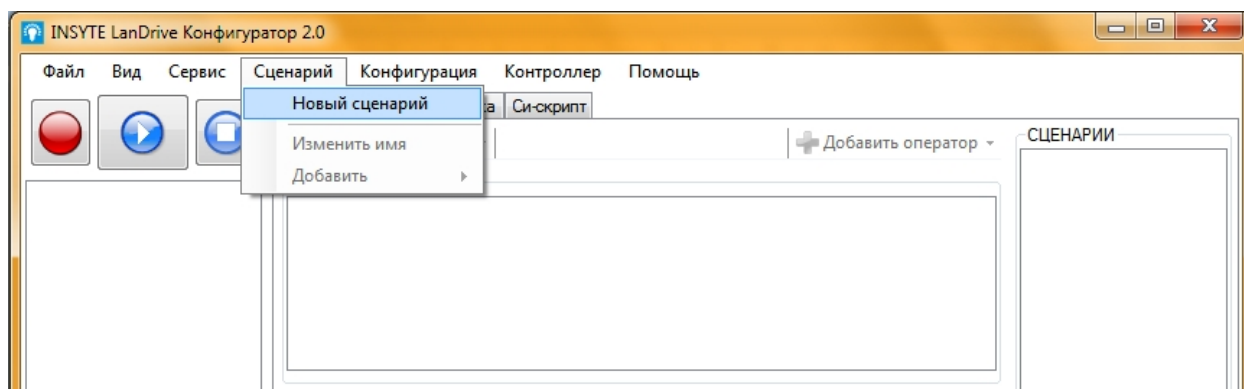 INSYTE LanDrive Конфигуратор 2.0
Файл Вид Сервис Сценарий Конфигурация Контроллер Помощь
Новый сценарий
Си-скрипт
Изменить имя
Добавить оператор
СЦЕНАРИИ
Добавить